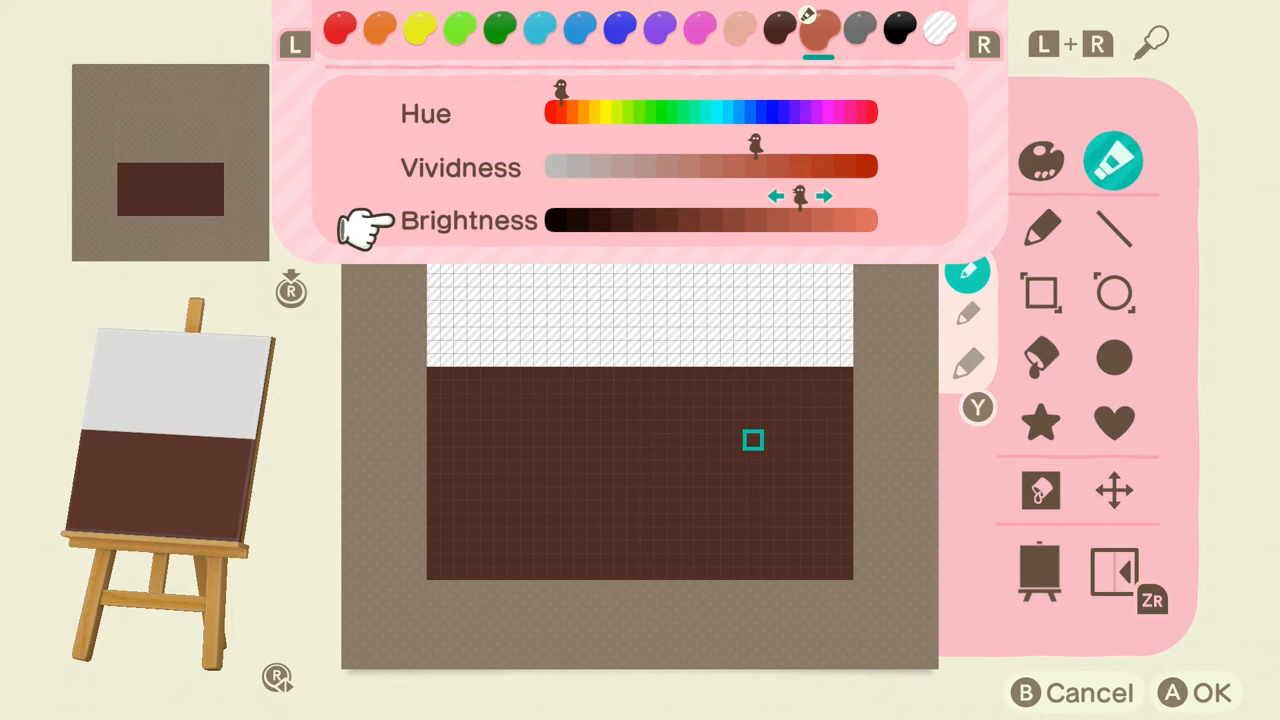 L
R
L + R
Hue
Vividness
Brightness
R
Y
ZR
R
B Cancel A OK